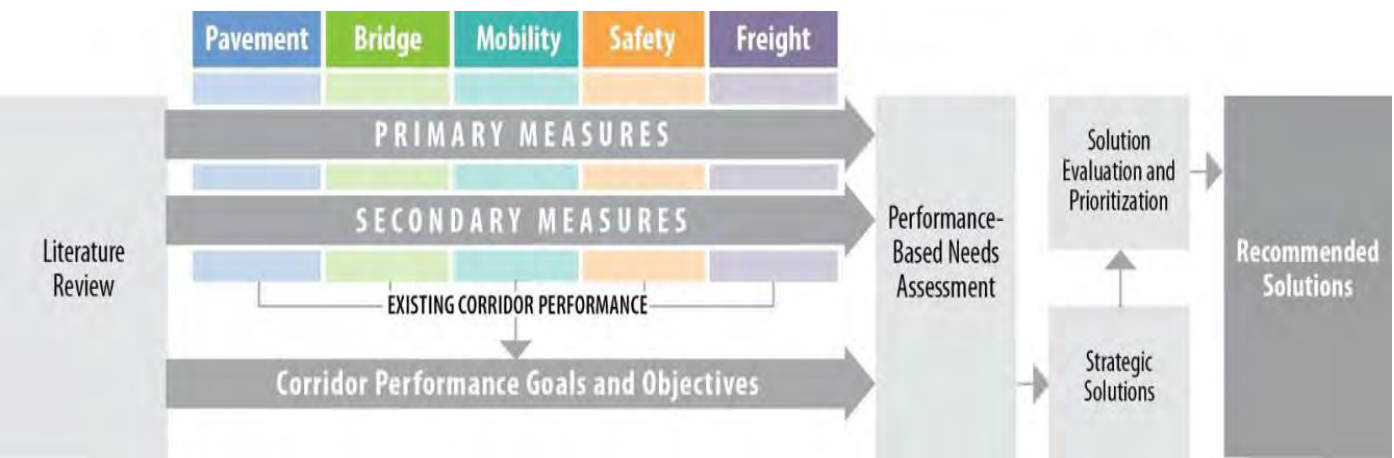 Pavement
Bridge
Mobility
Safety
Freight
PRIMARY MEASURES
SECONDARY MEASURES
EXISTING CORRIDOR PERFORMANCE
Corridor Performance Goals and Objectives
Literature
Review
Performance-
Based Needs
Assessment
Strategic
Solutions
Solution
Evaluation and
Prioritization
Recommended
Solutions